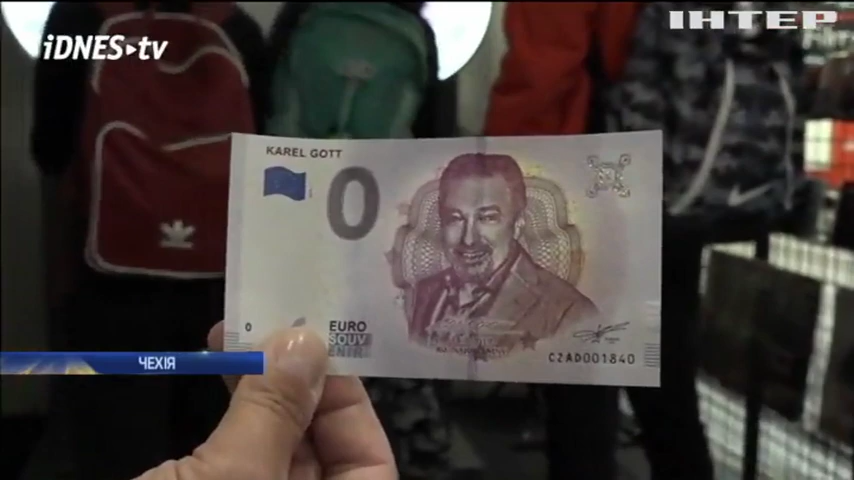 iDNES tv
ІНТЕР
KAREL GOTT
0
0
EURO
SOUV
ENIR
CZAD001840
ЧЕХІЯ